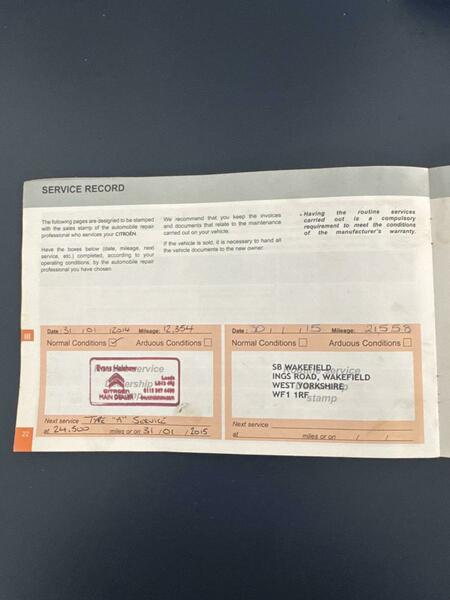 SERVICE RECORD
The following pages are designed to be stamped
with the sales stamp of the automobile repair
professional who services your CITROËN.
Have the boxes below (date, mileage, next
service, etc.) completed, according to your
operating conditions, by the automobile repair
professional you have chosen.
We recommend that you keep the invoices
and documents that relate to the maintenance
carried out on your vehicle.
If the vehicle is sold, it is necessary to hand all
the vehicle documents to the new owner.
- Having the routine services
carried out is a compulsory
requirement to meet the conditions
of the manufacturer's warranty.
III
22
Date: 31 / 01 / 2014 Mileage: 12,354
Normal Conditions Arduous Conditions
Evans Halshaw
Leeds
CITROËN
MAIN DEALER
service
Dealership
stamp
Next service TYPE "A" SERVICE
at 24,500 miles or on 31 / 01 / 2015
Date: 30 / 1 / 15 Mileage: 21558
Normal Conditions Arduous Conditions
SB WAKEFIELD
INGS ROAD, WAKEFIELD
WEST YORKSHIRE
WF1 1RF
stamp
Next service
at miles or on / /